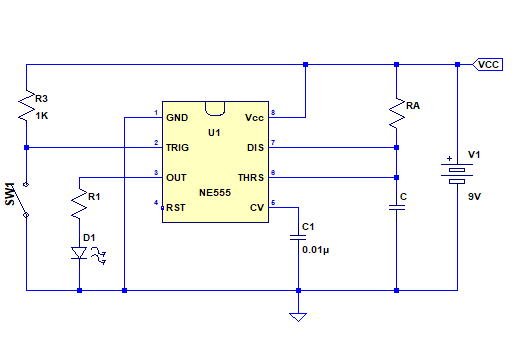 VCC
R3
1K
RA
1 GND Vcc 8
U1
2 TRIG DIS 7
3 OUT THRS 6
NE555
4 RST CV 5
SW1
R1
D1
C1
0.01µ
C
V1
+
9V